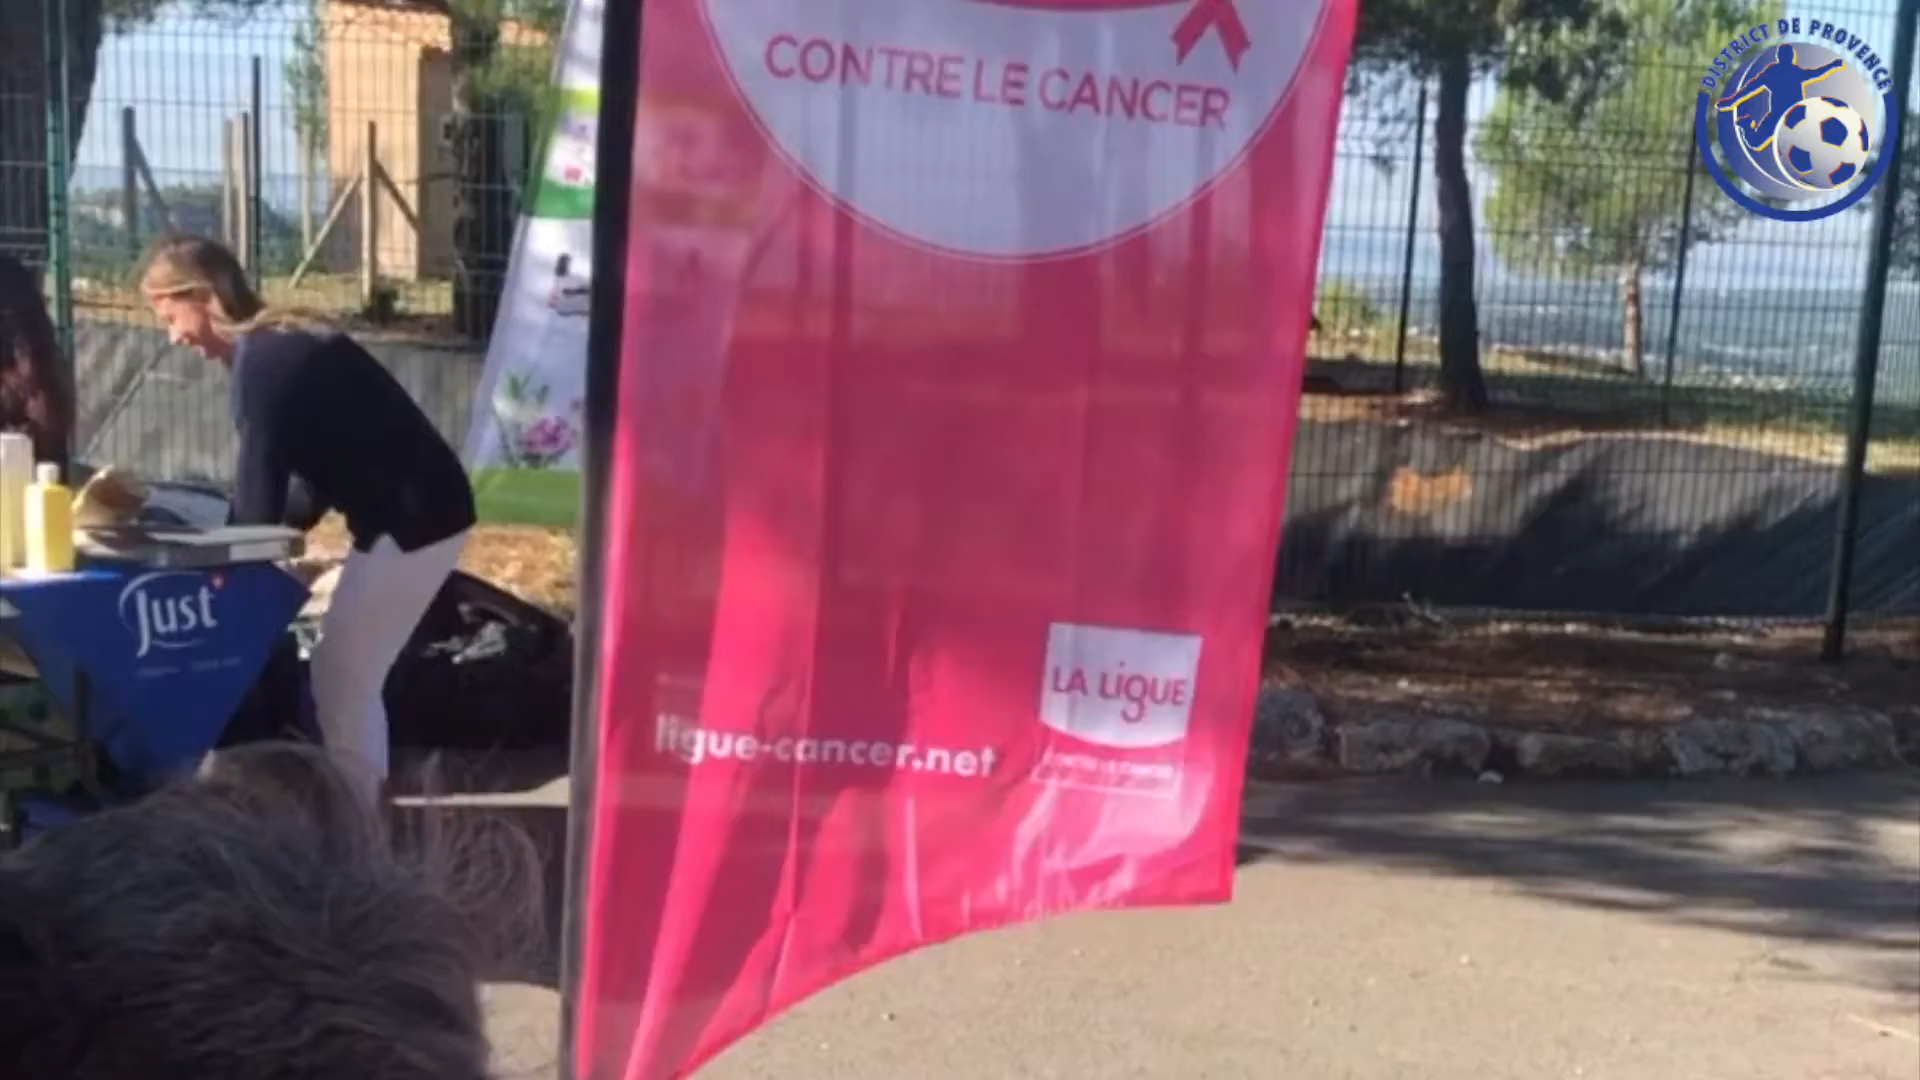 DISTRICT DE PROVENCE
CONTRE LE CANCER
Just
LA LIGUE
ligue-cancer.net